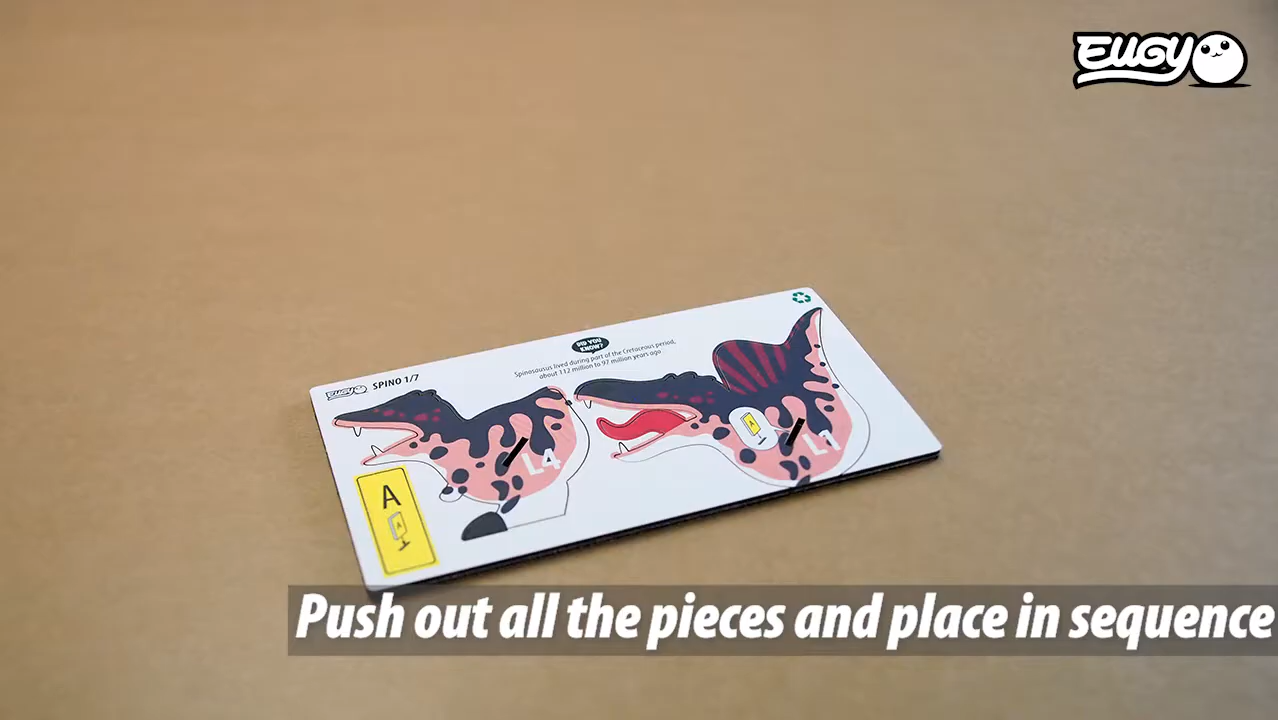 EUGY
DID YOU
KNOW?
Spinosousus lived during part of the Cretaceous period,
about 112 million to 97 million years ago
EUGY SPINO 1/7
L4
L1
A
A
Push out all the pieces and place in sequence